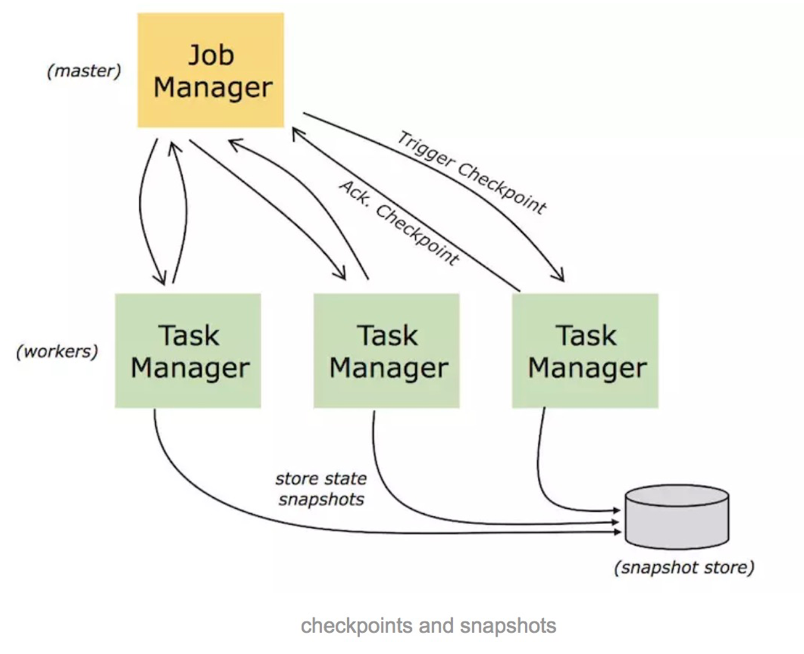 Job
Manager
(master)
Trigger Checkpoint
Ack. Checkpoint
(workers)
Task
Manager
Task
Manager
Task
Manager
store state
snapshots
(snapshot store)
checkpoints and snapshots